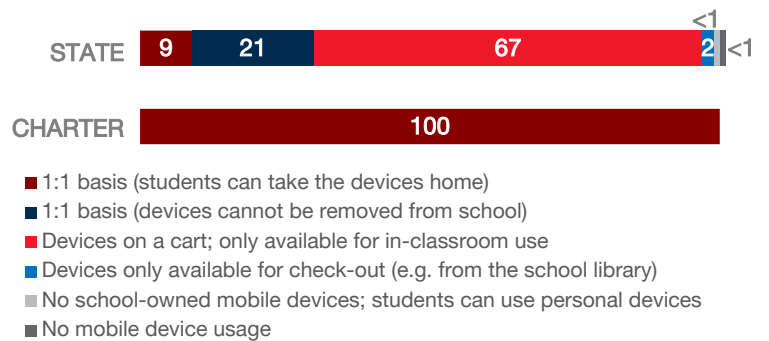 <1
STATE 9 21 67 2 <1
CHARTER 100
1:1 basis (students can take the devices home)
1:1 basis (devices cannot be removed from school)
Devices on a cart; only available for in-classroom use
Devices only available for check-out (e.g. from the school library)
No school-owned mobile devices; students can use personal devices
No mobile device usage